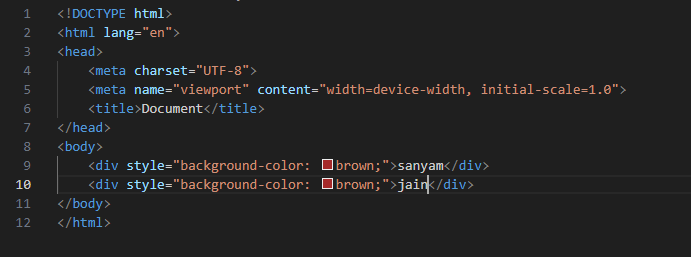 1 <!DOCTYPE html>
2 <html lang="en">
3 <head>
4     <meta charset="UTF-8">
5     <meta name="viewport" content="width=device-width, initial-scale=1.0">
6     <title>Document</title>
7 </head>
8 <body>
9     <div style="background-color: brown;">sanyam</div>
10     <div style="background-color: brown;">jain</div>
11 </body>
12 </html>